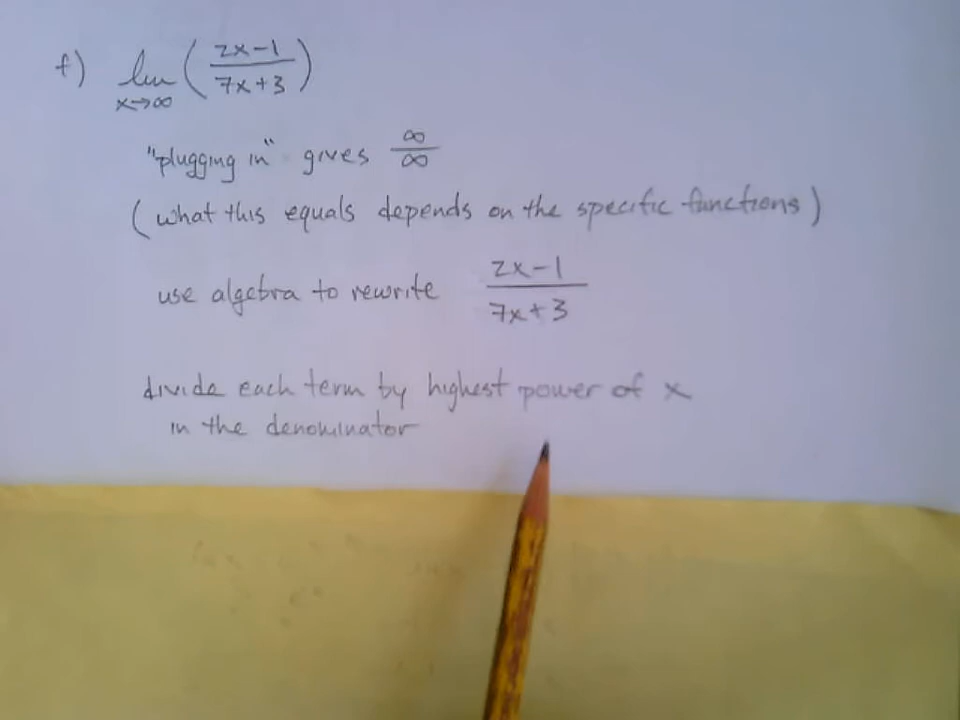 f) lim x→∞ (2x-1 / 7x+3)
"plugging in" gives ∞/∞
(what this equals depends on the specific functions)
use algebra to rewrite 2x-1 / 7x+3
divide each term by highest power of x
in the denominator